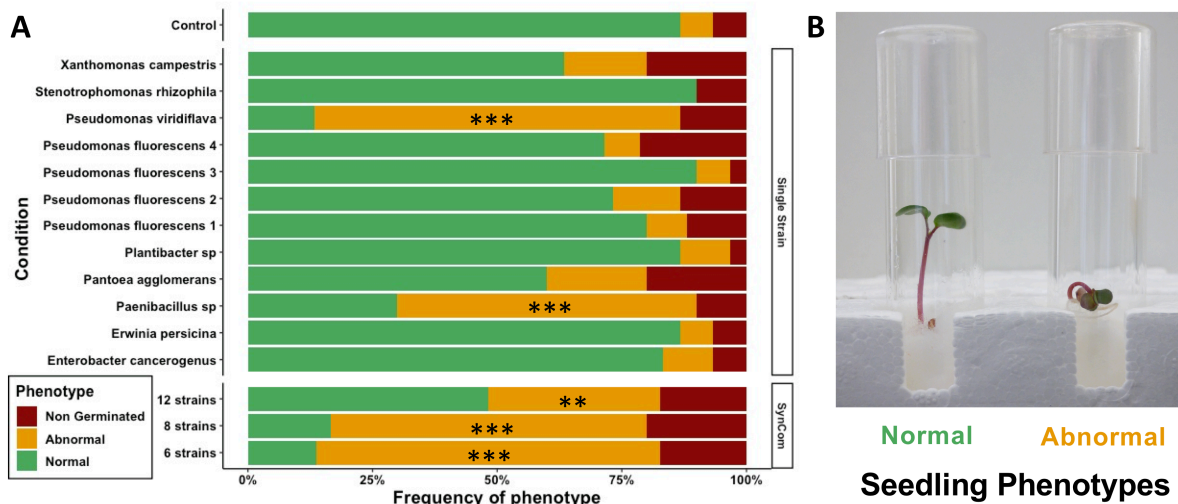 A
Control
Xanthomonas campestris
Stenotrophomonas rhizophila
Pseudomonas viridiflava
***
Pseudomonas fluorescens 4
Pseudomonas fluorescens 3
Pseudomonas fluorescens 2
Pseudomonas fluorescens 1
Plantibacter sp
Pantoea agglomerans
Paenibacillus sp
***
Erwinia persicina
Enterobacter cancerogenus
12 strains
**
8 strains
***
6 strains
***
Condition
Single Strain
SynCom
Phenotype
Non Germinated
Abnormal
Normal
0%
25%
50%
75%
100%
Frequency of phenotype
B
Normal
Abnormal
Seedling Phenotypes